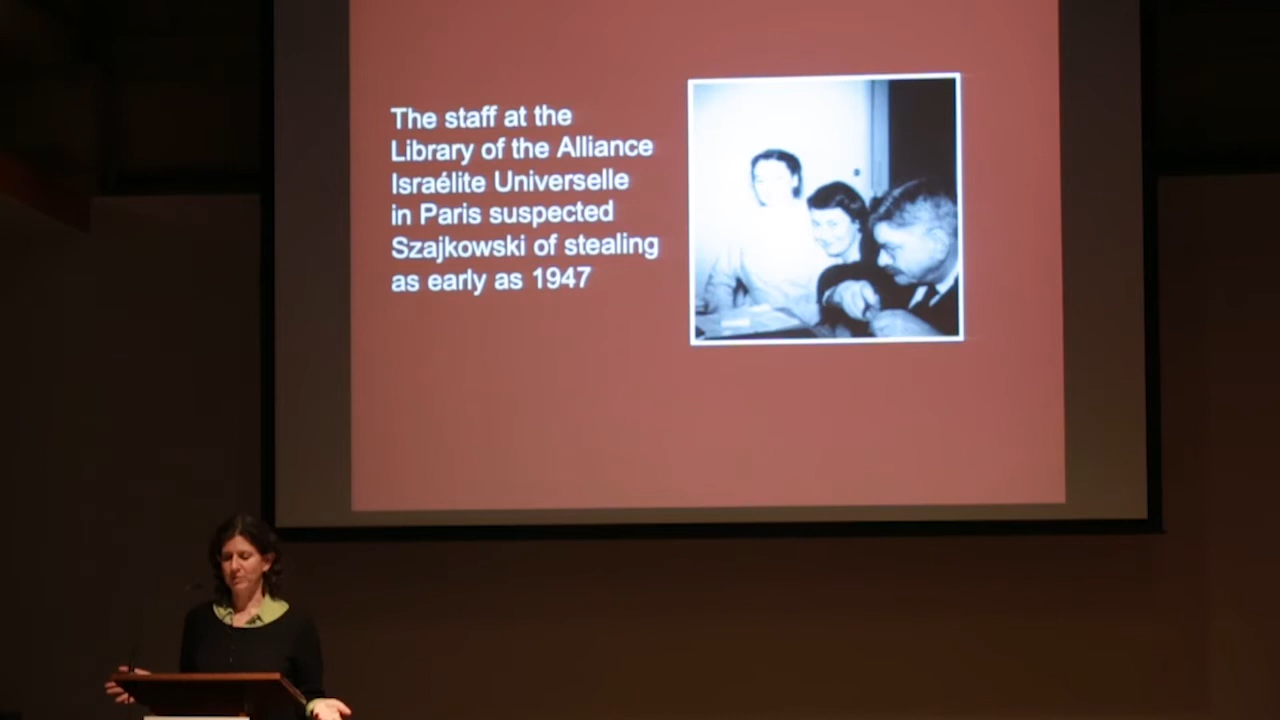 The staff at the
Library of the Alliance
Israélite Universelle
in Paris suspected
Szajkowski of stealing
as early as 1947